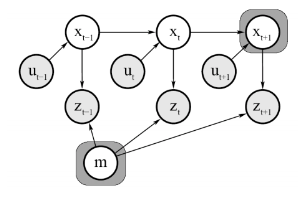 x_{t-1} x_t x_{t+1}
u_{t-1} u_t u_{t+1}
z_{t-1} z_t z_{t+1}
m